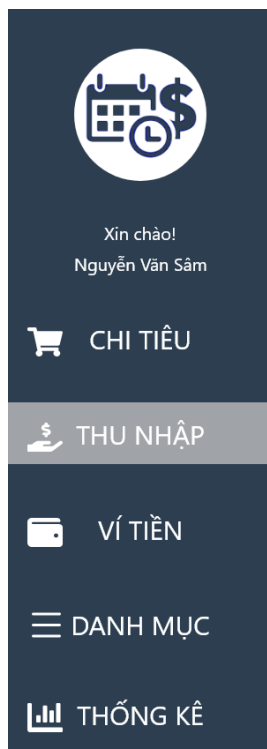 Xin chào!
Nguyễn Văn Sâm
CHI TIÊU
THU NHẬP
VÍ TIỀN
DANH MỤC
THỐNG KÊ